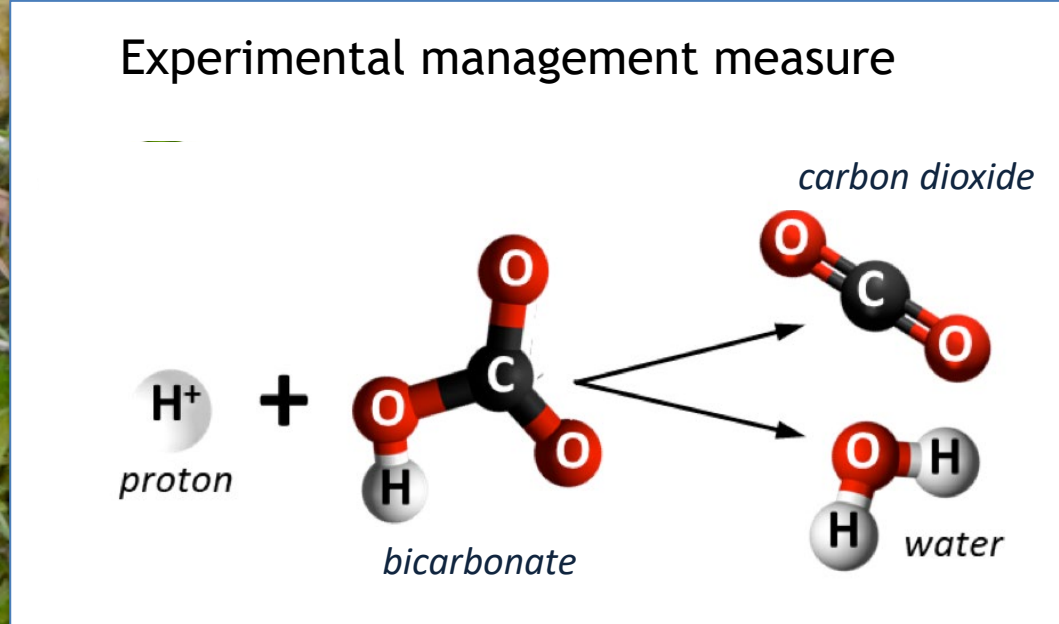 Experimental management measure
carbon dioxide
O
C
O
O
C
O
O
H
H+
+
proton
bicarbonate
O
H
H
water